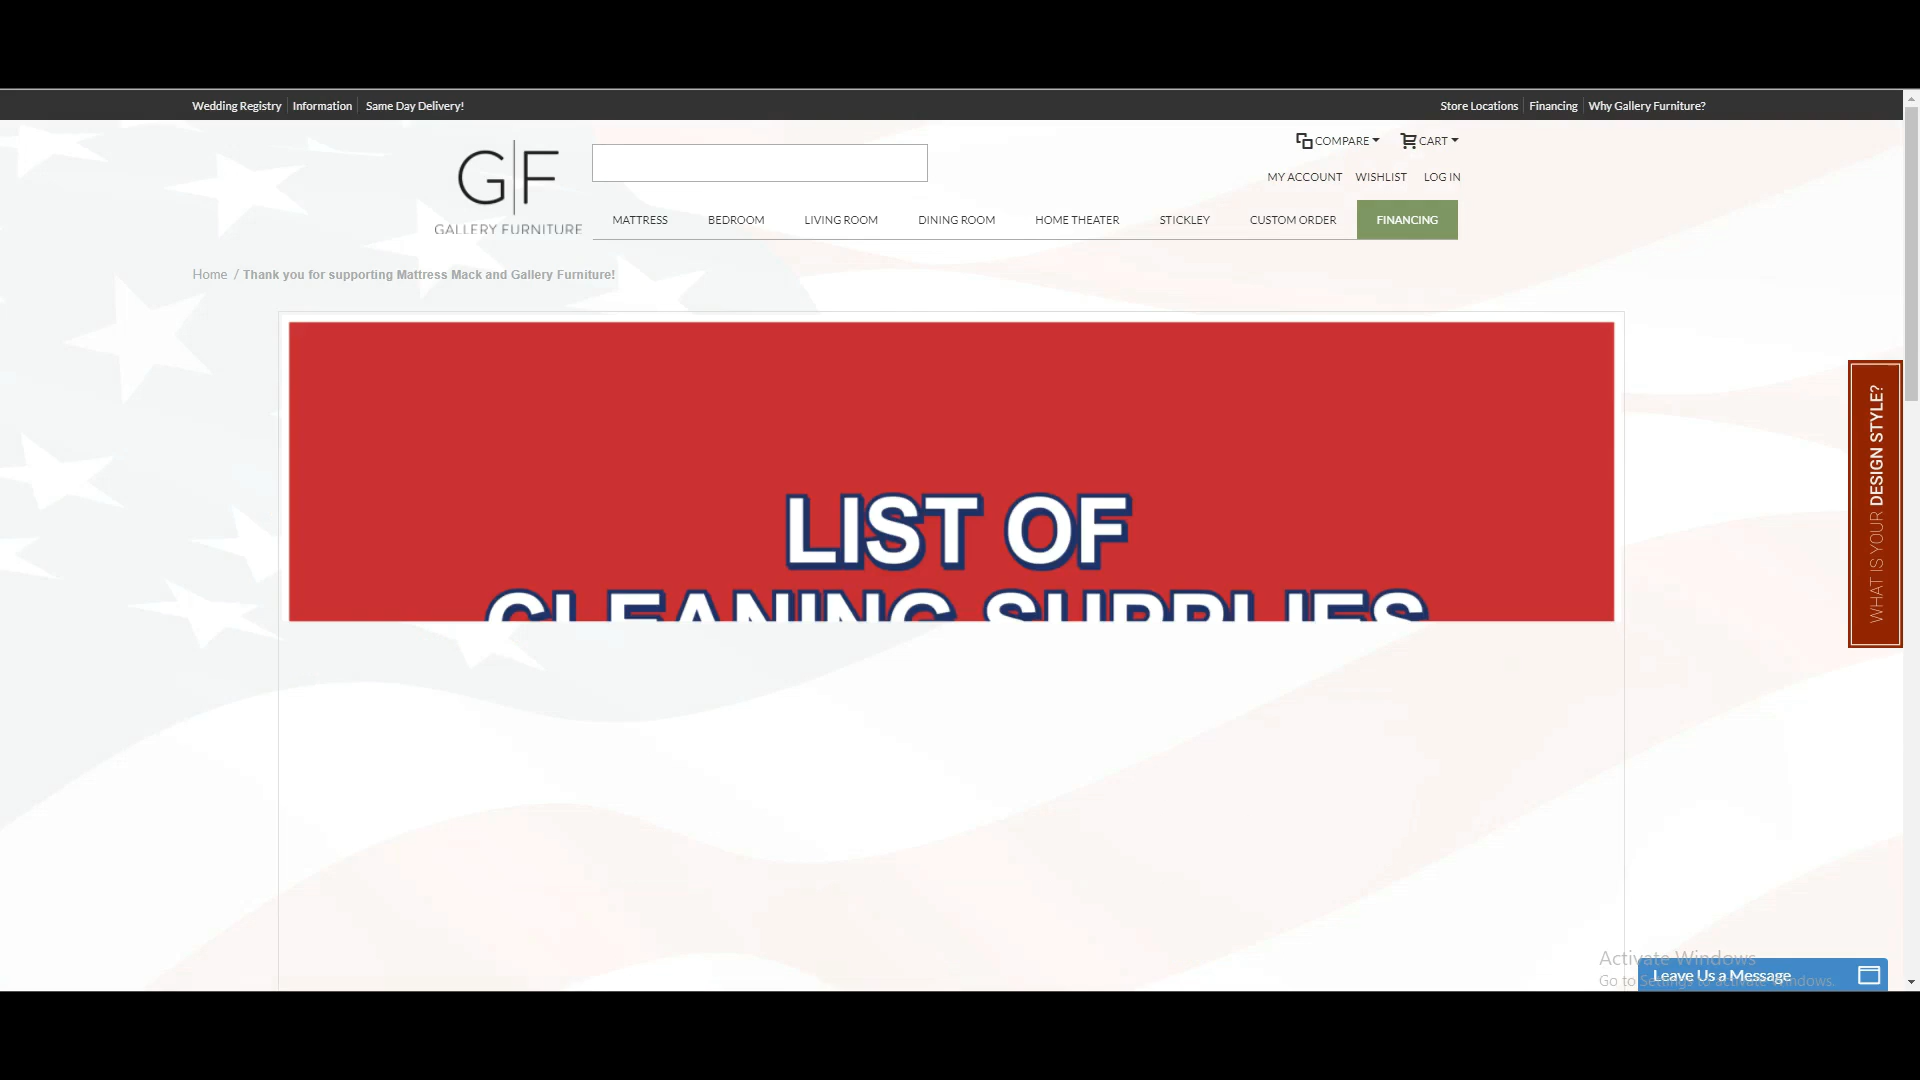 Wedding Registry Information Same Day Delivery!
Store Locations Financing Why Gallery Furniture?
COMPARE CART
GF
GALLERY FURNITURE
MY ACCOUNT WISHLIST LOG IN
MATTRESS BEDROOM LIVING ROOM DINING ROOM HOME THEATER STICKLEY CUSTOM ORDER FINANCING
Home / Thank you for supporting Mattress Mack and Gallery Furniture!
LIST OF
CLEANING SUPPLIES
WHAT IS YOUR DESIGN STYLE?
Activate Windows
Go to Settings to activate Windows.
Leave Us a Message